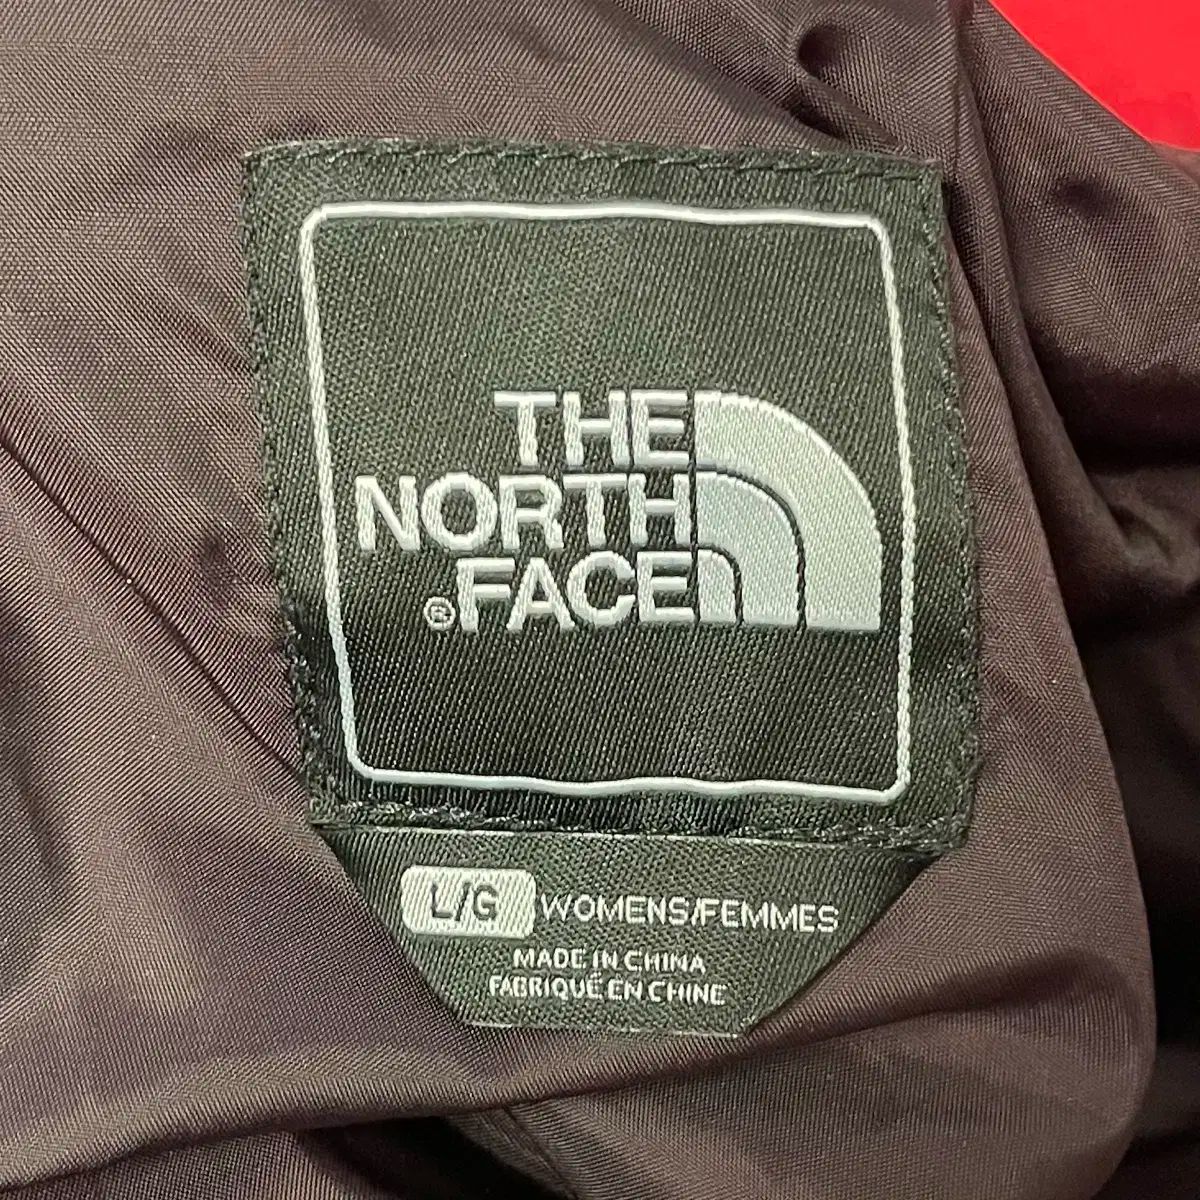 THE
NORTH
®FACE
L/G WOMENS/FEMMES
MADE IN CHINA
FABRIQUÉ EN CHINE